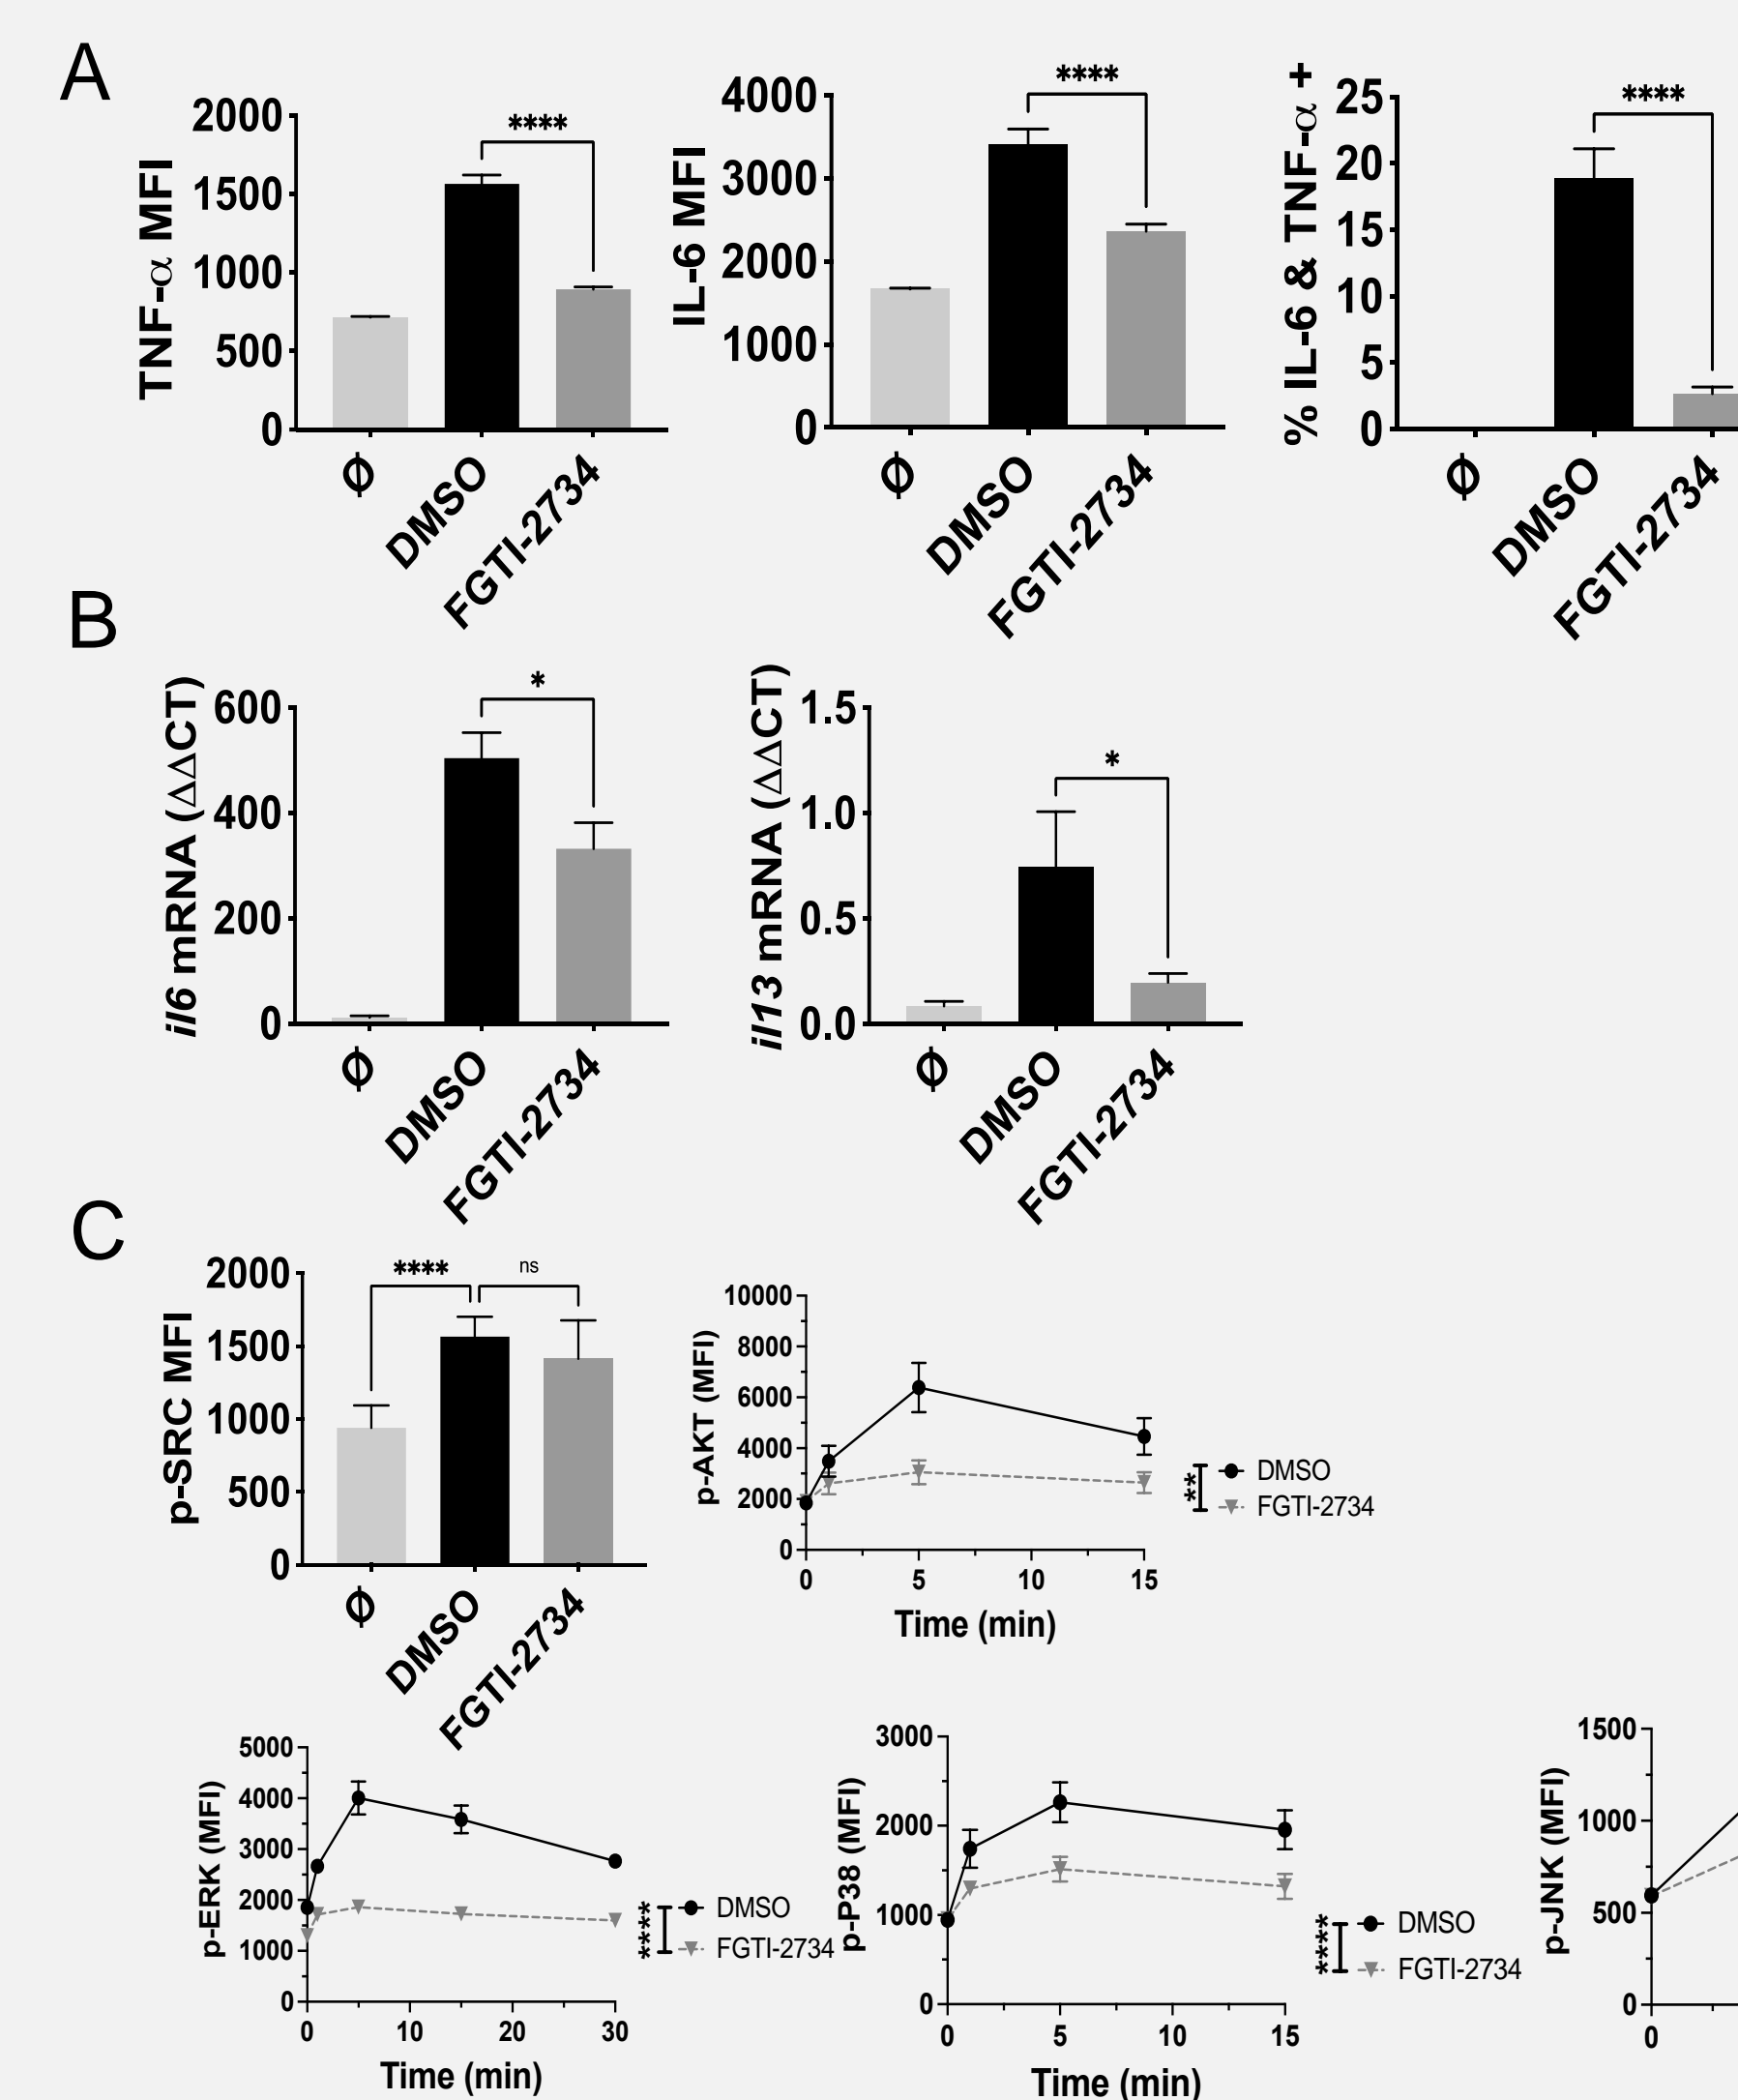 A
TNF-α MFI
2000
1500
1000
500
0
****
Ø
DMSO
FGTI-2734
IL-6 MFI
4000
3000
2000
1000
0
****
Ø
DMSO
FGTI-2734
% IL-6 & TNF-α +
25
20
15
10
5
0
****
Ø
DMSO
FGTI-2734
B
il6 mRNA (ΔΔCT)
600
400
200
0
*
Ø
DMSO
FGTI-2734
il13 mRNA (ΔΔCT)
1.5
1.0
0.5
0.0
*
Ø
DMSO
FGTI-2734
C
p-SRC MFI
2000
1500
1000
500
0
****
ns
Ø
DMSO
FGTI-2734
p-AKT (MFI)
10000
8000
6000
4000
2000
0
0 5 10 15
Time (min)
**
DMSO
FGTI-2734
p-ERK (MFI)
5000
4000
3000
2000
1000
0
0 10 20 30
Time (min)
****
DMSO
FGTI-2734
p-P38 (MFI)
3000
2000
1000
0
0 5 10 15
Time (min)
****
DMSO
FGTI-2734
p-JNK (MFI)
1500
1000
500
0
0